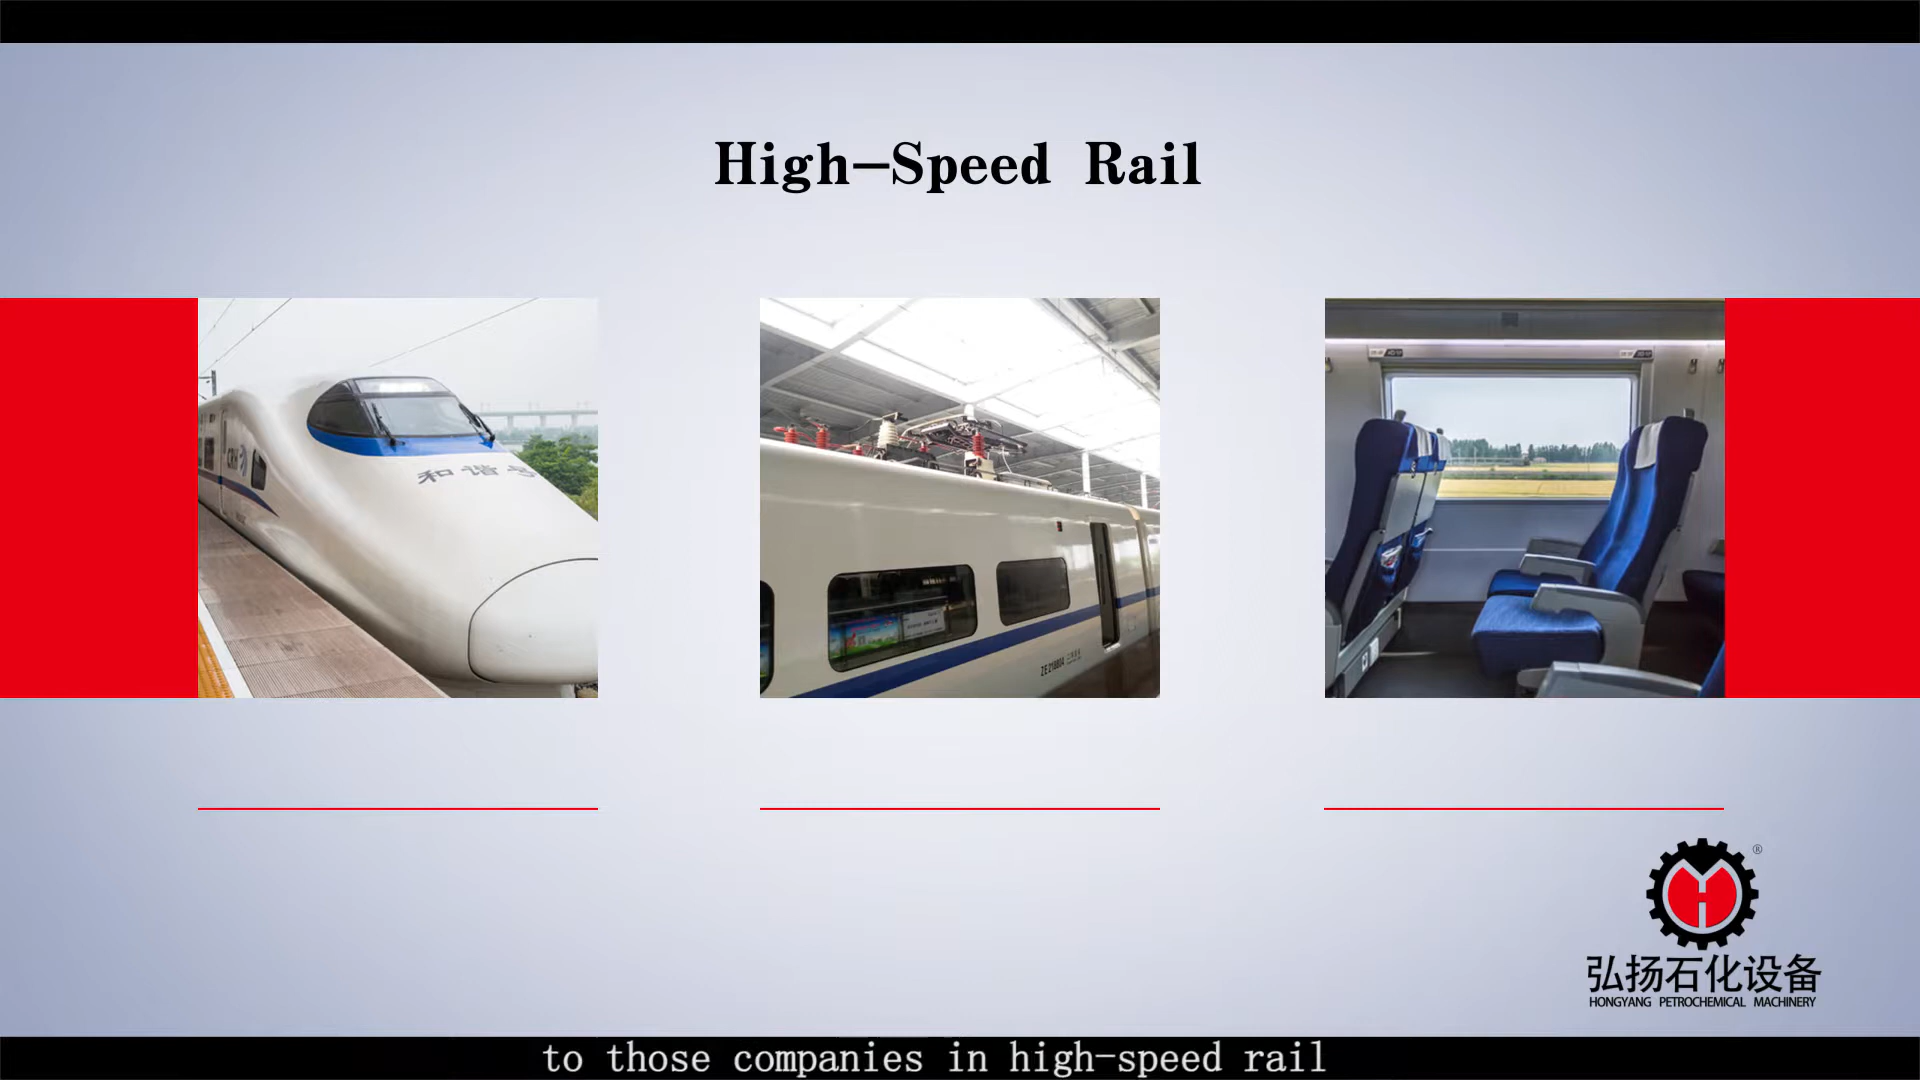 High-Speed Rail
CRH
和谐号
®
弘扬石化设备
HONGYANG PETROCHEMICAL MACHINERY
to those companies in high-speed rail